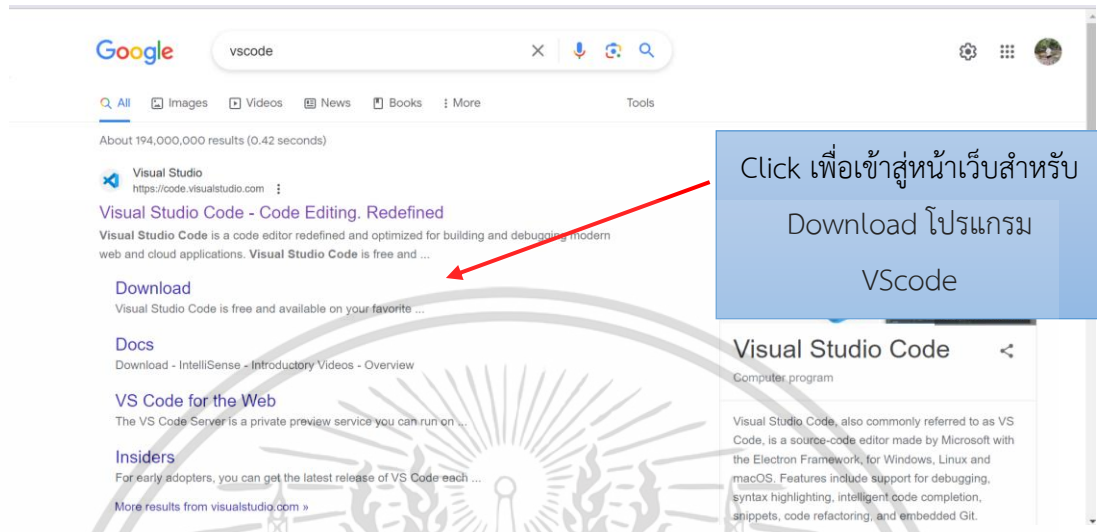 Google
vscode
All Images Videos News Books More Tools
About 194,000,000 results (0.42 seconds)
Visual Studio
https://code.visualstudio.com
Visual Studio Code - Code Editing. Redefined
Visual Studio Code is a code editor redefined and optimized for building and debugging modern
web and cloud applications. Visual Studio Code is free and ...
Download
Visual Studio Code is free and available on your favorite ...
Docs
Download - IntelliSense - Introductory Videos - Overview
VS Code for the Web
The VS Code Server is a private preview service you can run on ...
Insiders
For early adopters, you can get the latest release of VS Code each ...
More results from visualstudio.com »
Click เพื่อเข้าสู่หน้าเว็บสำหรับ
Download โปรแกรม
VScode
Visual Studio Code
Computer program
Visual Studio Code, also commonly referred to as VS
Code, is a source-code editor made by Microsoft with
the Electron Framework, for Windows, Linux and
macOS. Features include support for debugging,
syntax highlighting, intelligent code completion,
snippets, code refactoring, and embedded Git.